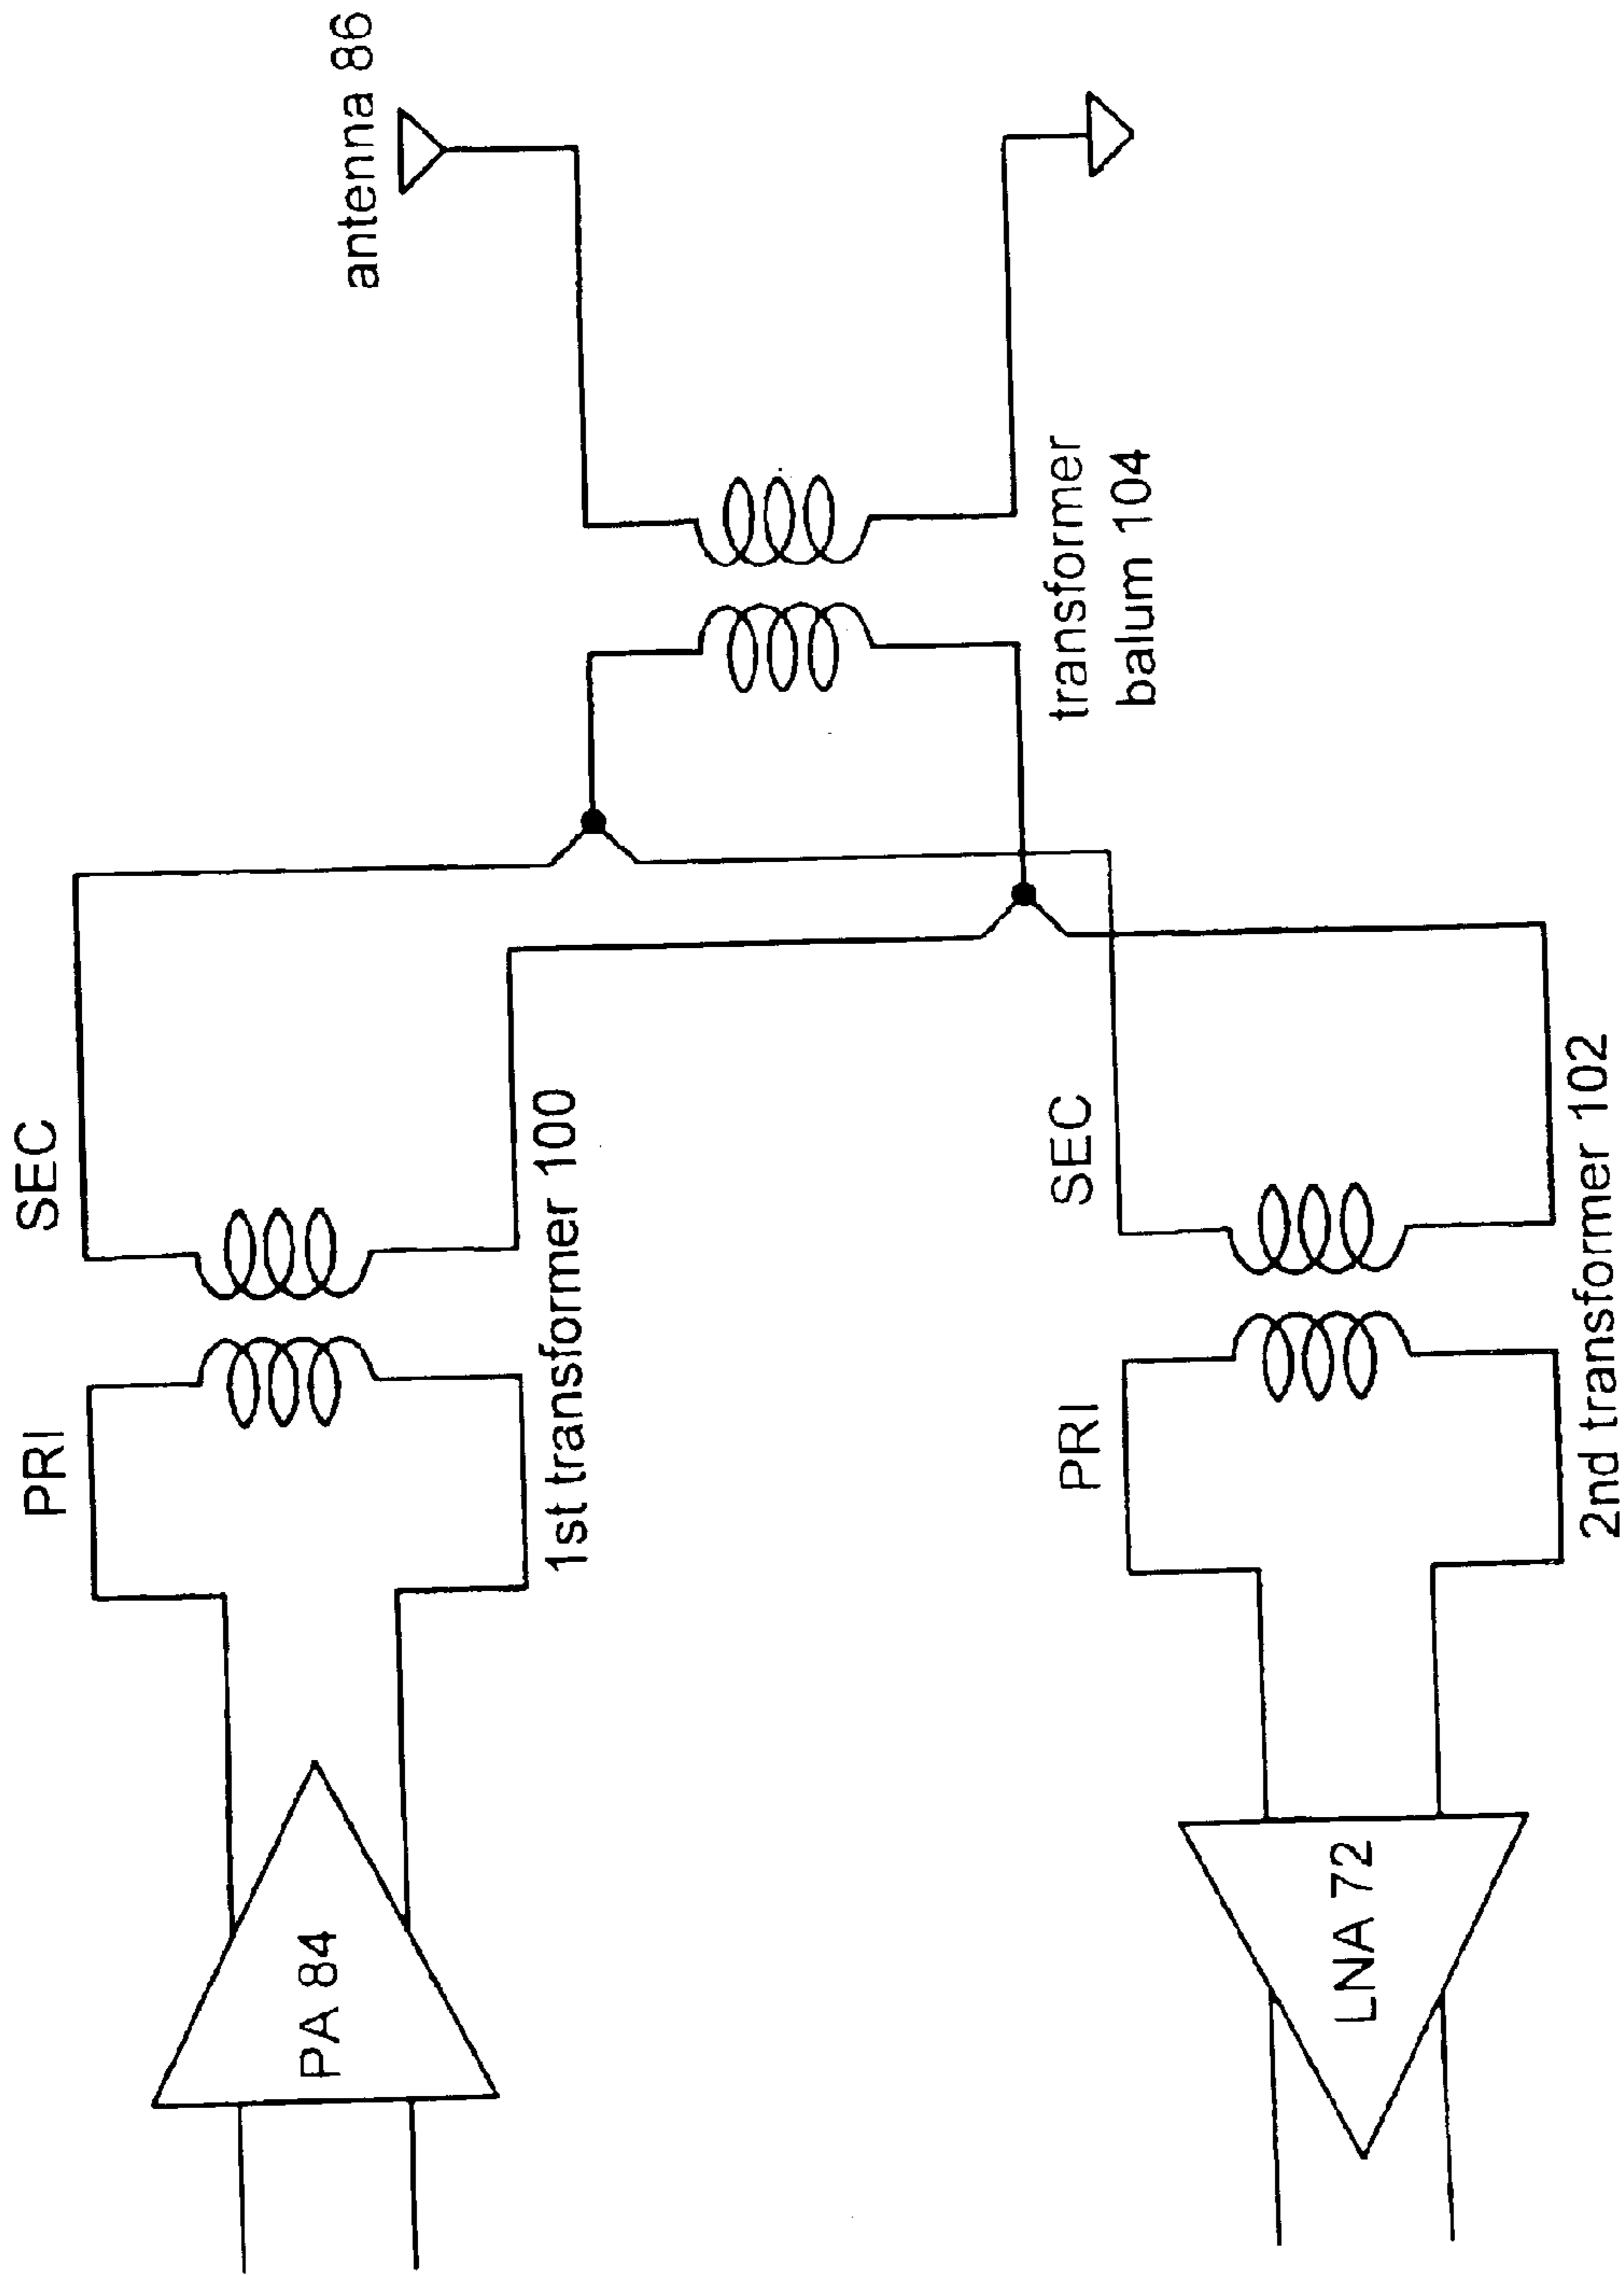 antenna 86
SEC
PRI
PA 84
1st transformer 100
transformer
balum 104
SEC
PRI
LNA 72
2nd transformer 102